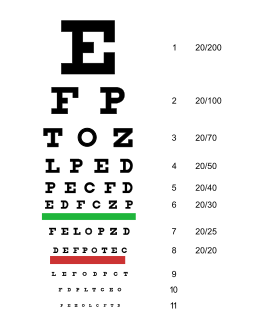 E 1 20/200
F P 2 20/100
T O Z 3 20/70
L P E D 4 20/50
P E C F D 5 20/40
E D F C Z P 6 20/30
F E L O P Z D 7 20/25
D E F P O T E C 8 20/20
L E F O D P C T 9
F D P L T C E O 10
P E Z O L C F T D 11